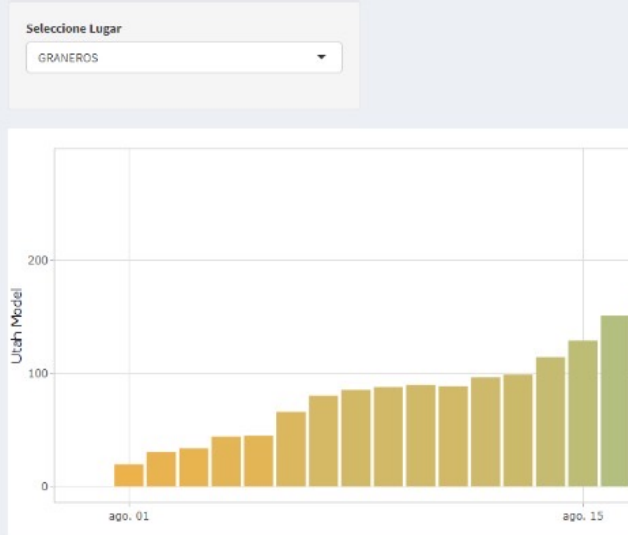 Seleccione Lugar
GRANEROS
200
100
0
Utah Model
ago. 01
ago. 15